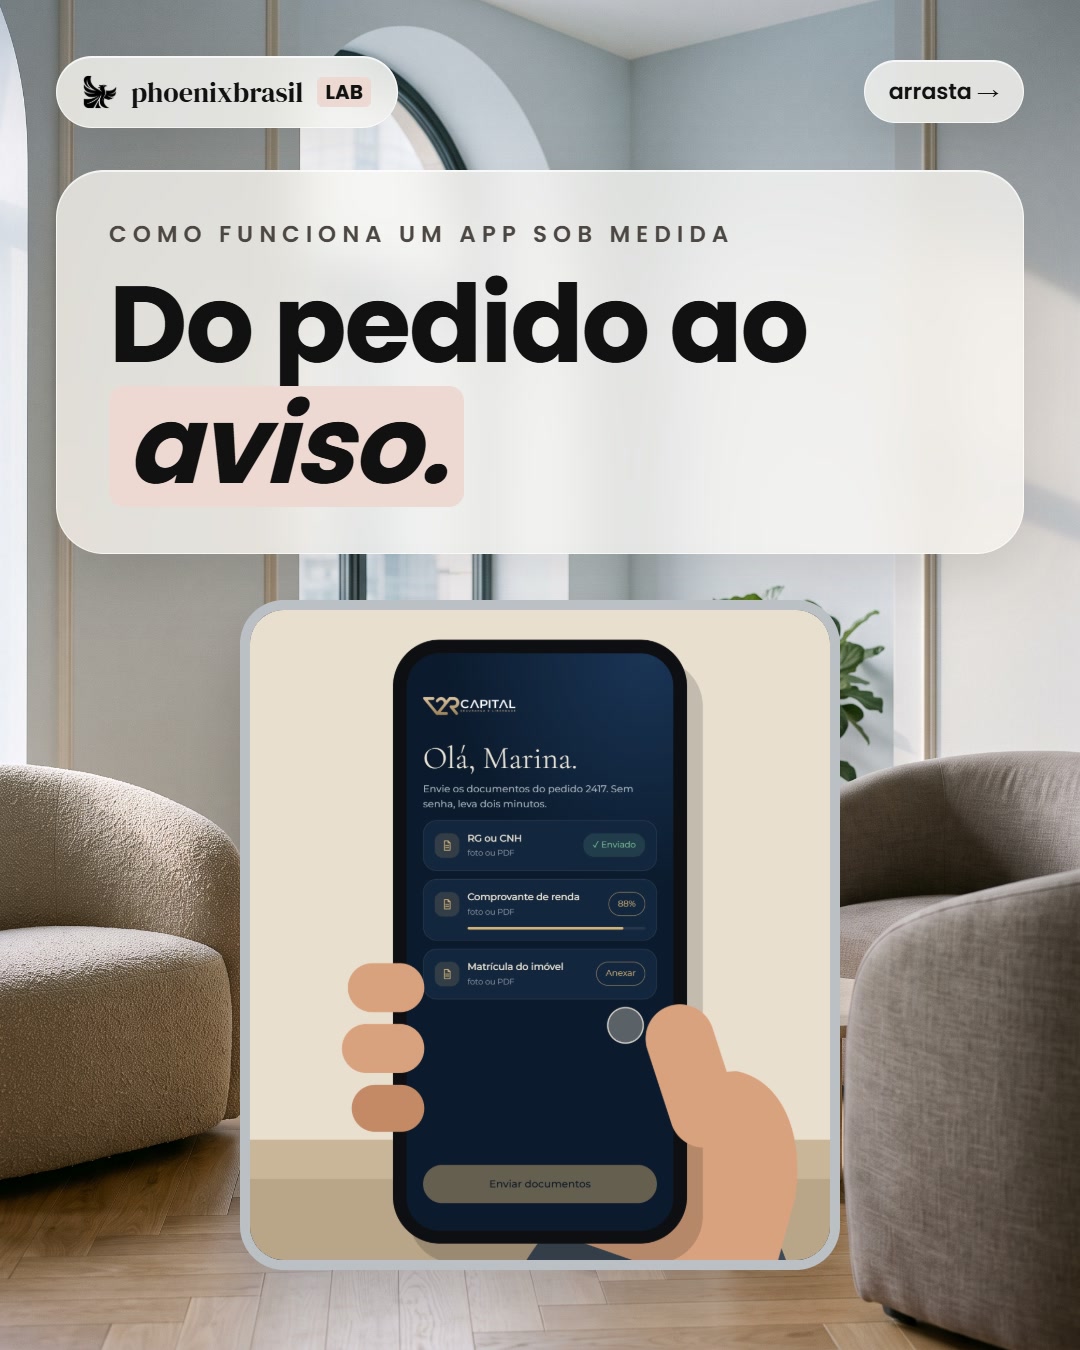 phoenixbrasil LAB
arrasta →
COMO FUNCIONA UM APP SOB MEDIDA
Do pedido ao
aviso.
V2R CAPITAL
Olá, Marina.
Envie os documentos do pedido 2417. Sem
senha, leva dois minutos.
RG ou CNH
foto ou PDF
✓ Enviado
Comprovante de renda
foto ou PDF
88%
Matrícula do imóvel
foto ou PDF
Anexar
Enviar documentos